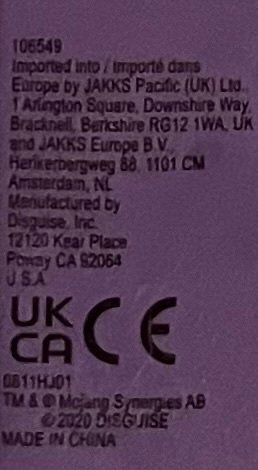 106549
Imported into / Importé dans
Europe by JAKKS Pacific (UK) Ltd.,
1 Arlington Square, Downshire Way,
Bracknell, Berkshire RG12 1WA, UK
and JAKKS Europe B.V.,
Herikerbergweg 88, 1101 CM
Amsterdam, NL
Manufactured by
Disguise, Inc.
12120 Kear Place
Poway CA 92064
U.S.A
UK
CA CE
0811HJ01
TM & © Mojang Synergies AB
© 2020 DISGUISE
MADE IN CHINA